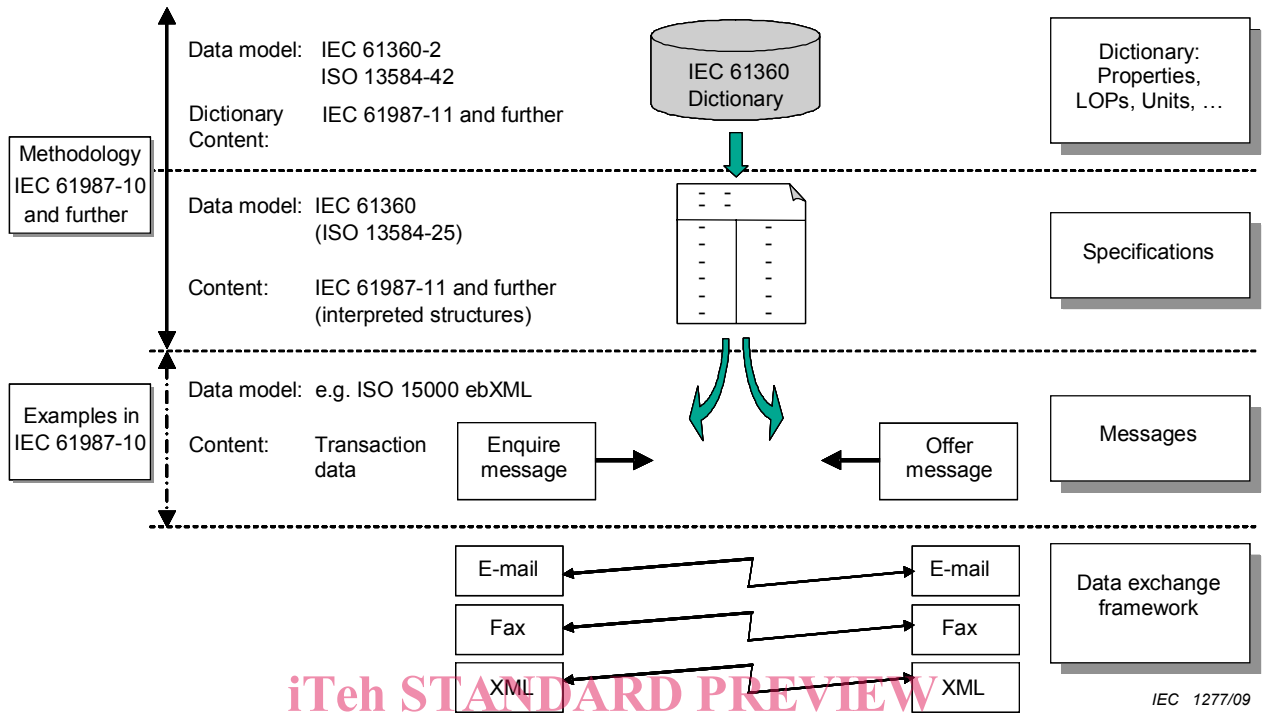 Data model: IEC 61360-2
ISO 13584-42
Dictionary Content: IEC 61987-11 and further
IEC 61360
Dictionary
Dictionary:
Properties,
LOPs, Units, …
Methodology
IEC 61987-10
and further
Data model: IEC 61360
(ISO 13584-25)
Content: IEC 61987-11 and further
(interpreted structures)
Specifications
Examples in
IEC 61987-10
Data model: e.g. ISO 15000 ebXML
Content: Transaction
data
Enquire
message
Offer
message
Messages
E-mail
E-mail
Fax
Fax
XML
XML
Data exchange
framework
iTeh STANDARD PREVIEW
IEC 1277/09